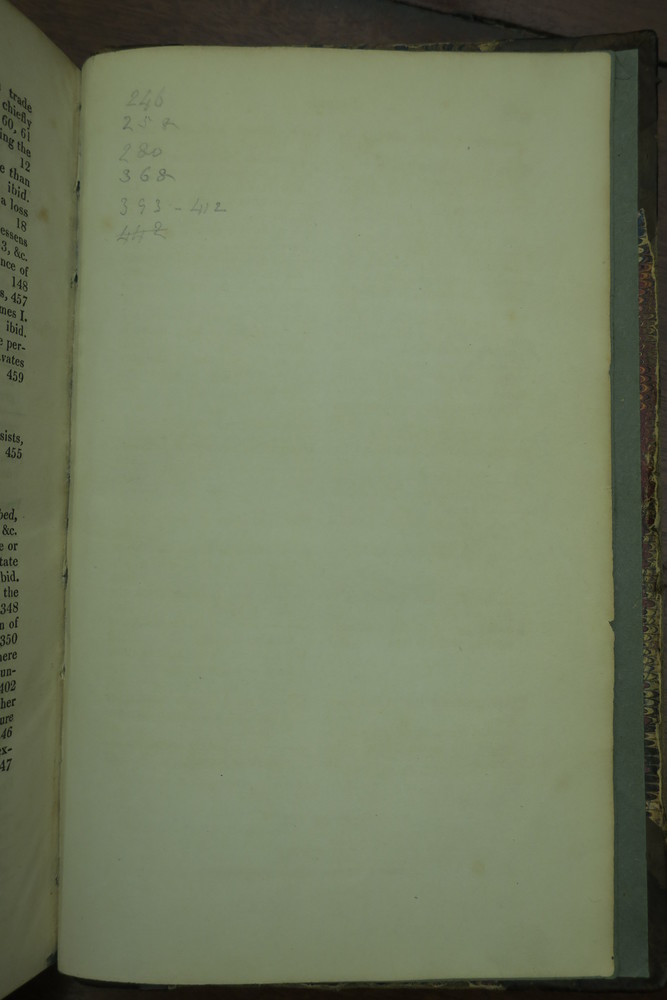 trade
chiefly
60, 61
ing the
12
e than
ibid.
a loss
18
essens
3, &c.
nce of
148
s, 457
mes I.
ibid.
e per-
vates
459
sists,
455
bed,
&c.
e or
tate
bid.
the
348
n of
350
here
un-
402
her
ure
46
ex-
47
246
280
368
393 - 412
442